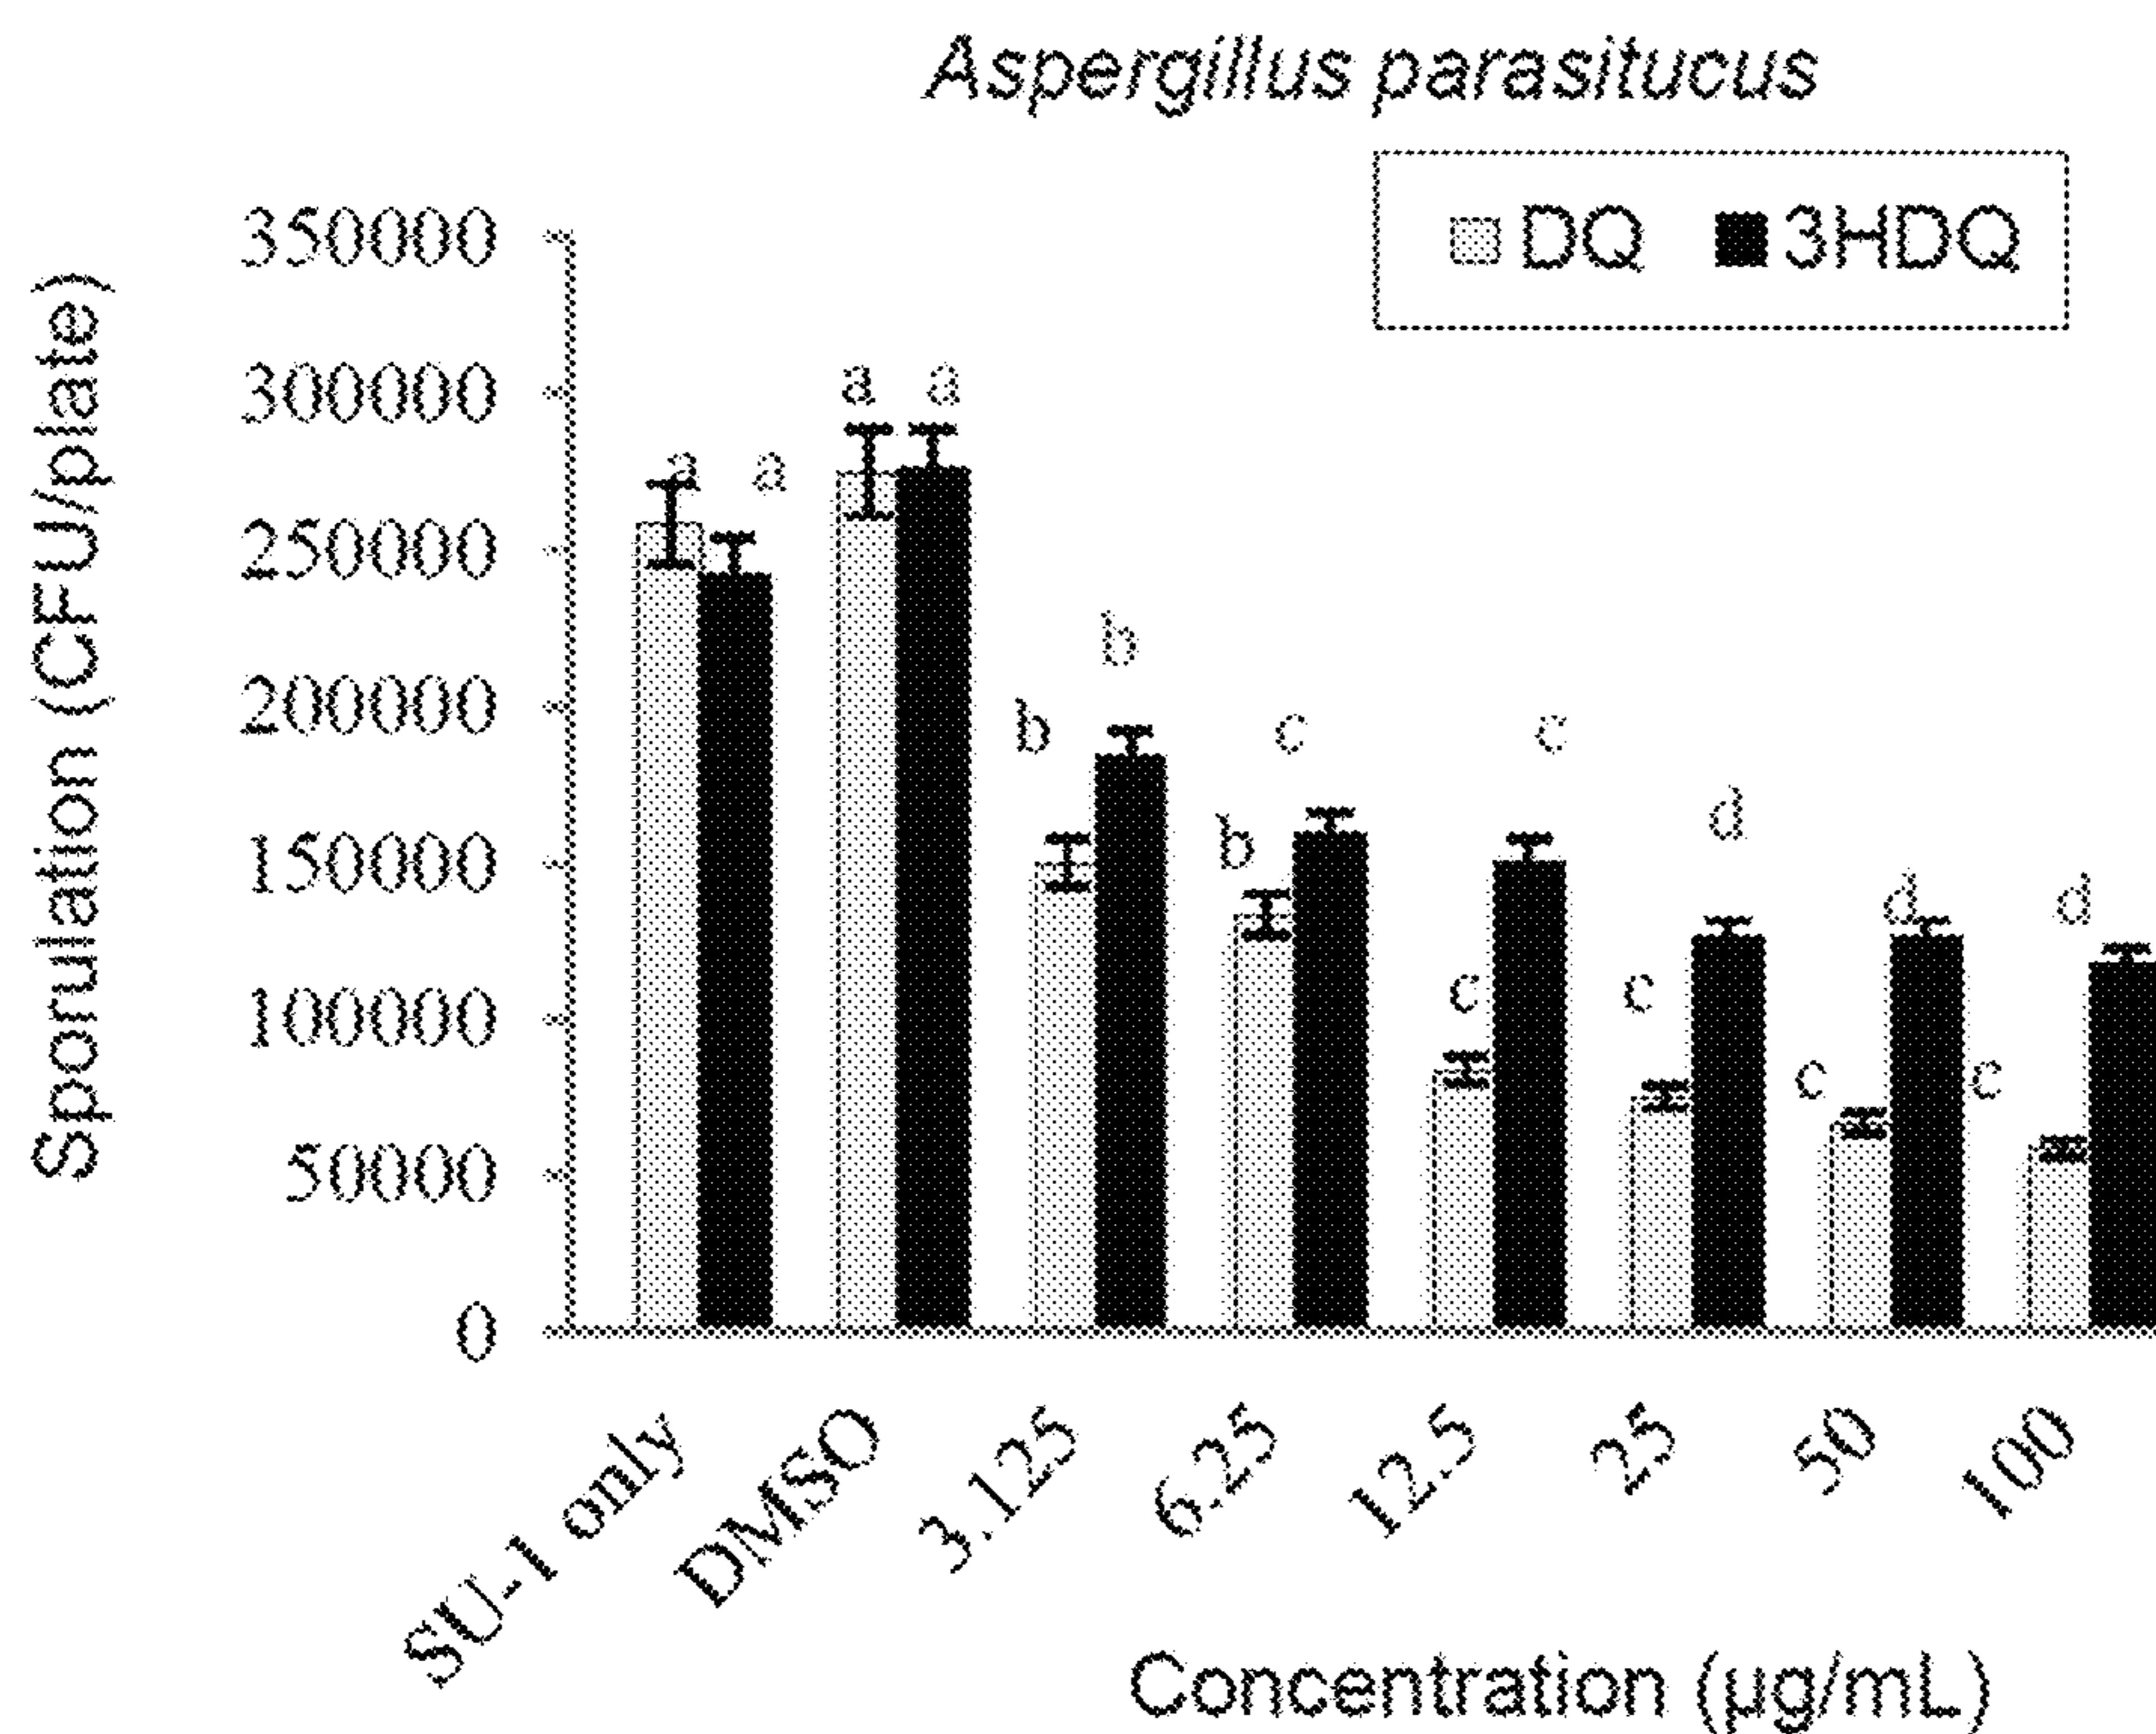 Aspergillus parasitucus
DQ 3HDQ
Sporulation (CFU/plate)
350000
300000
250000
200000
150000
100000
50000
0
a a
a a
b b
b c
c c
c d
c d
c d
SU-1 only
DMSO
3.125
6.25
12.5
25
50
100
Concentration (µg/mL)